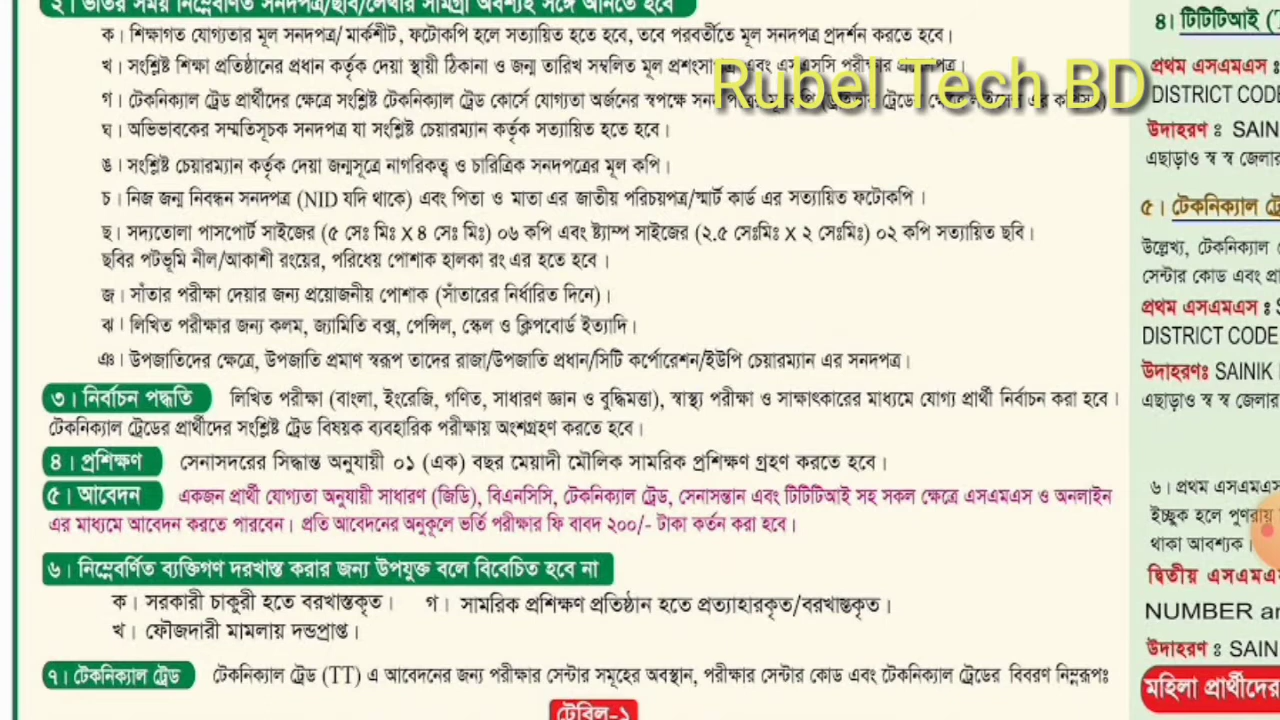 ২। ভর্তির সময় নিম্নেবর্ণিত সনদপত্র/ছবি/লেখার সামগ্রী অবশ্যই সঙ্গে আনতে হবে
ক। শিক্ষাগত যোগ্যতার মূল সনদপত্র/ মার্কশীট, ফটোকপি হলে সত্যায়িত হতে হবে, তবে পরবর্তীতে মূল সনদপত্র প্রদর্শন করতে হবে।
খ। সংশ্লিষ্ট শিক্ষা প্রতিষ্ঠানের প্রধান কর্তৃক দেয়া স্থায়ী ঠিকানা ও জন্ম তারিখ সম্বলিত মূল এবং এসএসসি পরীক্ষার
Rubel Tech BD
গ। টেকনিক্যাল ট্রেড প্রার্থীদের ক্ষেত্রে সংশ্লিষ্ট টেকনিক্যাল ট্রেড কোর্সে যোগ্যতা অর্জনের স্বপক্ষে
ঘ। অভিভাবকের সম্মতিসূচক সনদপত্র যা সংশ্লিষ্ট চেয়ারম্যান কর্তৃক সত্যায়িত হতে হবে।
ঙ। সংশ্লিষ্ট চেয়ারম্যান কর্তৃক দেয়া জন্মসূত্রে নাগরিকত্ব ও চারিত্রিক সনদপত্রের মূল কপি।
চ। নিজ জন্ম নিবন্ধন সনদপত্র (NID যদি থাকে) এবং পিতা ও মাতা এর জাতীয় পরিচয়পত্র/স্মার্ট কার্ড এর সত্যায়িত ফটোকপি।
ছ। সদ্যতোলা পাসপোর্ট সাইজের (৫ সেঃ মিঃ X ৪ সেঃ মিঃ) ০৬ কপি এবং ষ্ট্যাম্প সাইজের (২.৫ সেঃমিঃ X ২ সেঃমিঃ) ০২ কপি সত্যায়িত ছবি।
ছবির পটভূমি নীল/আকাশী রংয়ের, পরিধেয় পোশাক হালকা রং এর হতে হবে।
জ। সাঁতার পরীক্ষা দেয়ার জন্য প্রয়োজনীয় পোশাক (সাঁতারের নির্ধারিত দিনে)।
ঝ। লিখিত পরীক্ষার জন্য কলম, জ্যামিতি বক্স, পেন্সিল, স্কেল ও ক্লিপবোর্ড ইত্যাদি।
ঞ। উপজাতিদের ক্ষেত্রে, উপজাতি প্রমাণ স্বরূপ তাদের রাজা/উপজাতি প্রধান/সিটি কর্পোরেশন/ইউপি চেয়ারম্যান এর সনদপত্র।
৩। নির্বাচন পদ্ধতি লিখিত পরীক্ষা (বাংলা, ইংরেজি, গণিত, সাধারণ জ্ঞান ও বুদ্ধিমত্তা), স্বাস্থ্য পরীক্ষা ও সাক্ষাৎকারের মাধ্যমে যোগ্য প্রার্থী নির্বাচন করা হবে।
টেকনিক্যাল ট্রেডের প্রার্থীদের সংশ্লিষ্ট ট্রেড বিষয়ক ব্যবহারিক পরীক্ষায় অংশগ্রহণ করতে হবে।
৪। প্রশিক্ষণ সেনাসদরের সিদ্ধান্ত অনুযায়ী ০১ (এক) বছর মেয়াদী মৌলিক সামরিক প্রশিক্ষণ গ্রহণ করতে হবে।
৫। আবেদন একজন প্রার্থী যোগ্যতা অনুযায়ী সাধারণ (জিডি), বিএনসিসি, টেকনিক্যাল ট্রেড, সেনাসন্তান এবং টিটিটিআই সহ সকল ক্ষেত্রে এসএমএস ও অনলাইন
এর মাধ্যমে আবেদন করতে পারবেন। প্রতি আবেদনের অনুকূলে ভর্তি পরীক্ষার ফি বাবদ ২০০/- টাকা কর্তন করা হবে।
৬। নিম্নেবর্ণিত ব্যক্তিগণ দরখাস্ত করার জন্য উপযুক্ত বলে বিবেচিত হবে না
ক। সরকারী চাকুরী হতে বরখাস্তকৃত। গ। সামরিক প্রশিক্ষণ প্রতিষ্ঠান হতে প্রত্যাহারকৃত/বরখাস্তকৃত।
খ। ফৌজদারী মামলায় দন্ডপ্রাপ্ত।
৭। টেকনিক্যাল ট্রেড টেকনিক্যাল ট্রেড (TT) এ আবেদনের জন্য পরীক্ষার সেন্টার সমূহের অবস্থান, পরীক্ষার সেন্টার কোড এবং টেকনিক্যাল ট্রেডের বিবরণ নিম্নরূপঃ
টেবিল-১
৪। টিটিটিআই
প্রথম এসএমএস ঃ
DISTRICT CODE
উদাহরণ ঃ SAIN
এছাড়াও স্ব স্ব জেলার
৫। টেকনিক্যাল
উল্লেখ্য, টেকনিক্যাল
সেন্টার কোড এবং
প্রথম এসএমএস ঃ
DISTRICT CODE
উদাহরণঃ SAINIK
এছাড়াও স্ব স্ব জেলার
৬। প্রথম এসএমএস
ইচ্ছুক হলে পুনরায়
থাকা আবশ্যক।
দ্বিতীয় এসএমএ
NUMBER an
উদাহরণ ঃ SAIN
মহিলা প্রার্থীদের